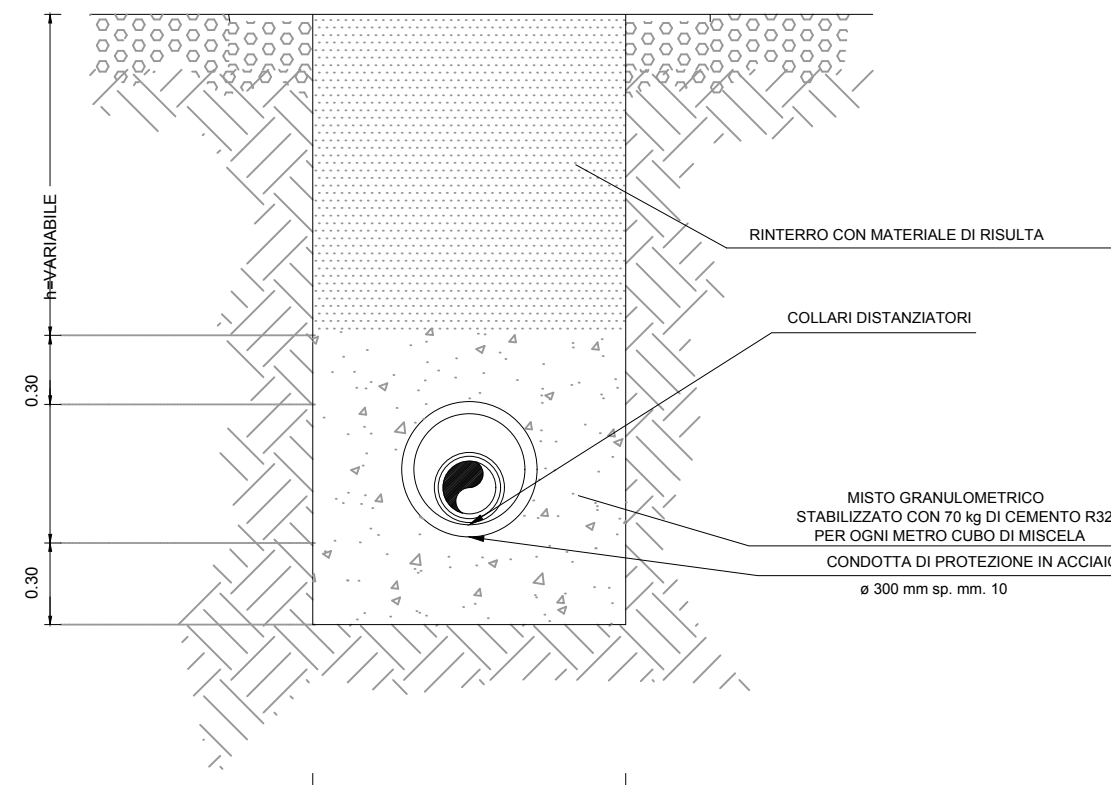 h=VARIABILE
RINTERRO CON MATERIALE DI RISULTA
COLLARI DISTANZIATORI
0.30
MISTO GRANULOMETRICO
STABILIZZATO CON 70 kg DI CEMENTO R32
PER OGNI METRO CUBO DI MISCELA
CONDOTTA DI PROTEZIONE IN
ø 300 mm sp. mm. 10
0.30